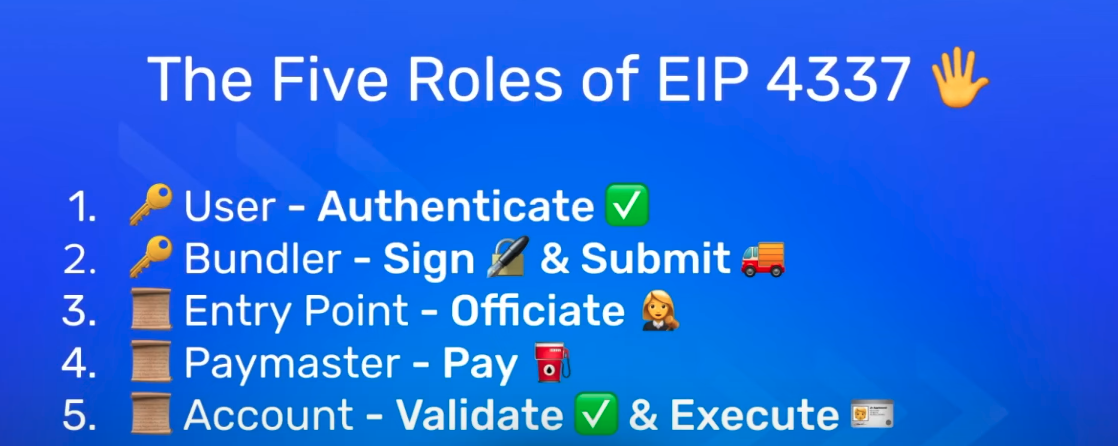 The Five Roles of EIP 4337 🖐️
1. 🔑 User - Authenticate ✅
2. 🔑 Bundler - Sign 🔏 & Submit 🚚
3. 📜 Entry Point - Officiate 👩‍⚖️
4. 📜 Paymaster - Pay ⛽
5. 📜 Account - Validate ✅ & Execute 🪪